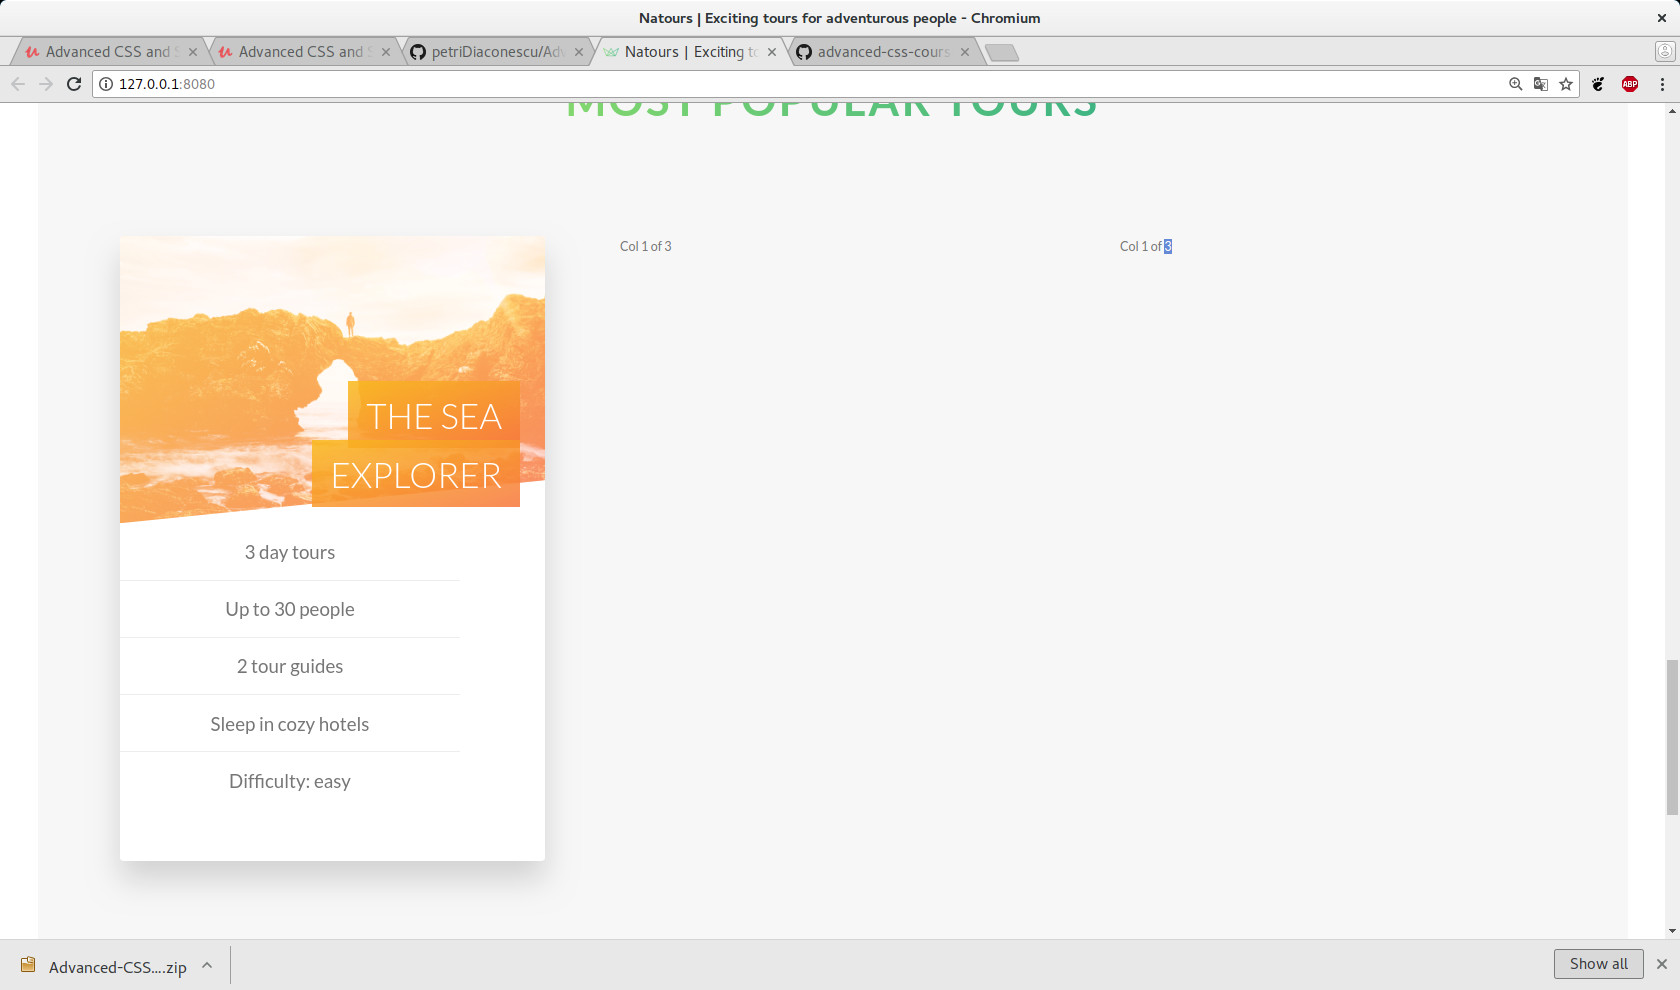 Natours | Exciting tours for adventurous people - Chromium
Advanced CSS and S
Advanced CSS and S
petriDiaconescu/Adv
Natours | Exciting to
advanced-css-cours
127.0.0.1:8080
ABP
MOST POPULAR TOURS
Col 1 of 3
Col 1 of 3
THE SEA
EXPLORER
3 day tours
Up to 30 people
2 tour guides
Sleep in cozy hotels
Difficulty: easy
Advanced-CSS....zip
Show all